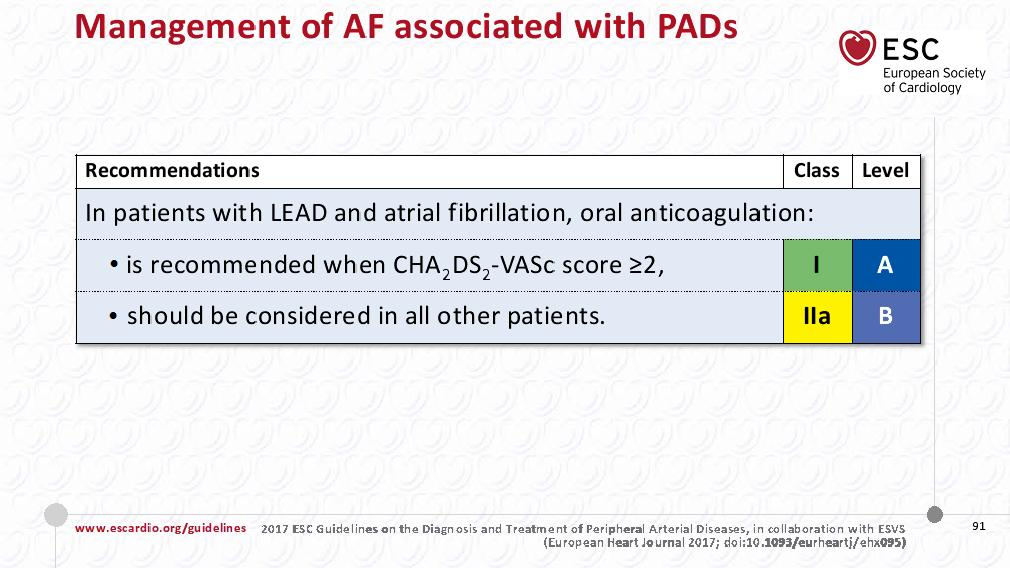 Management of AF associated with PADs
ESC
European Society
of Cardiology
Recommendations Class Level
In patients with LEAD and atrial fibrillation, oral anticoagulation:
• is recommended when CHA₂DS₂-VASc score ≥2, I A
• should be considered in all other patients. IIa B
www.escardio.org/guidelines 2017 ESC Guidelines on the Diagnosis and Treatment of Peripheral Arterial Diseases, in collaboration with ESVS 91
(European Heart Journal 2017; doi:10.1093/eurheartj/ehx095)